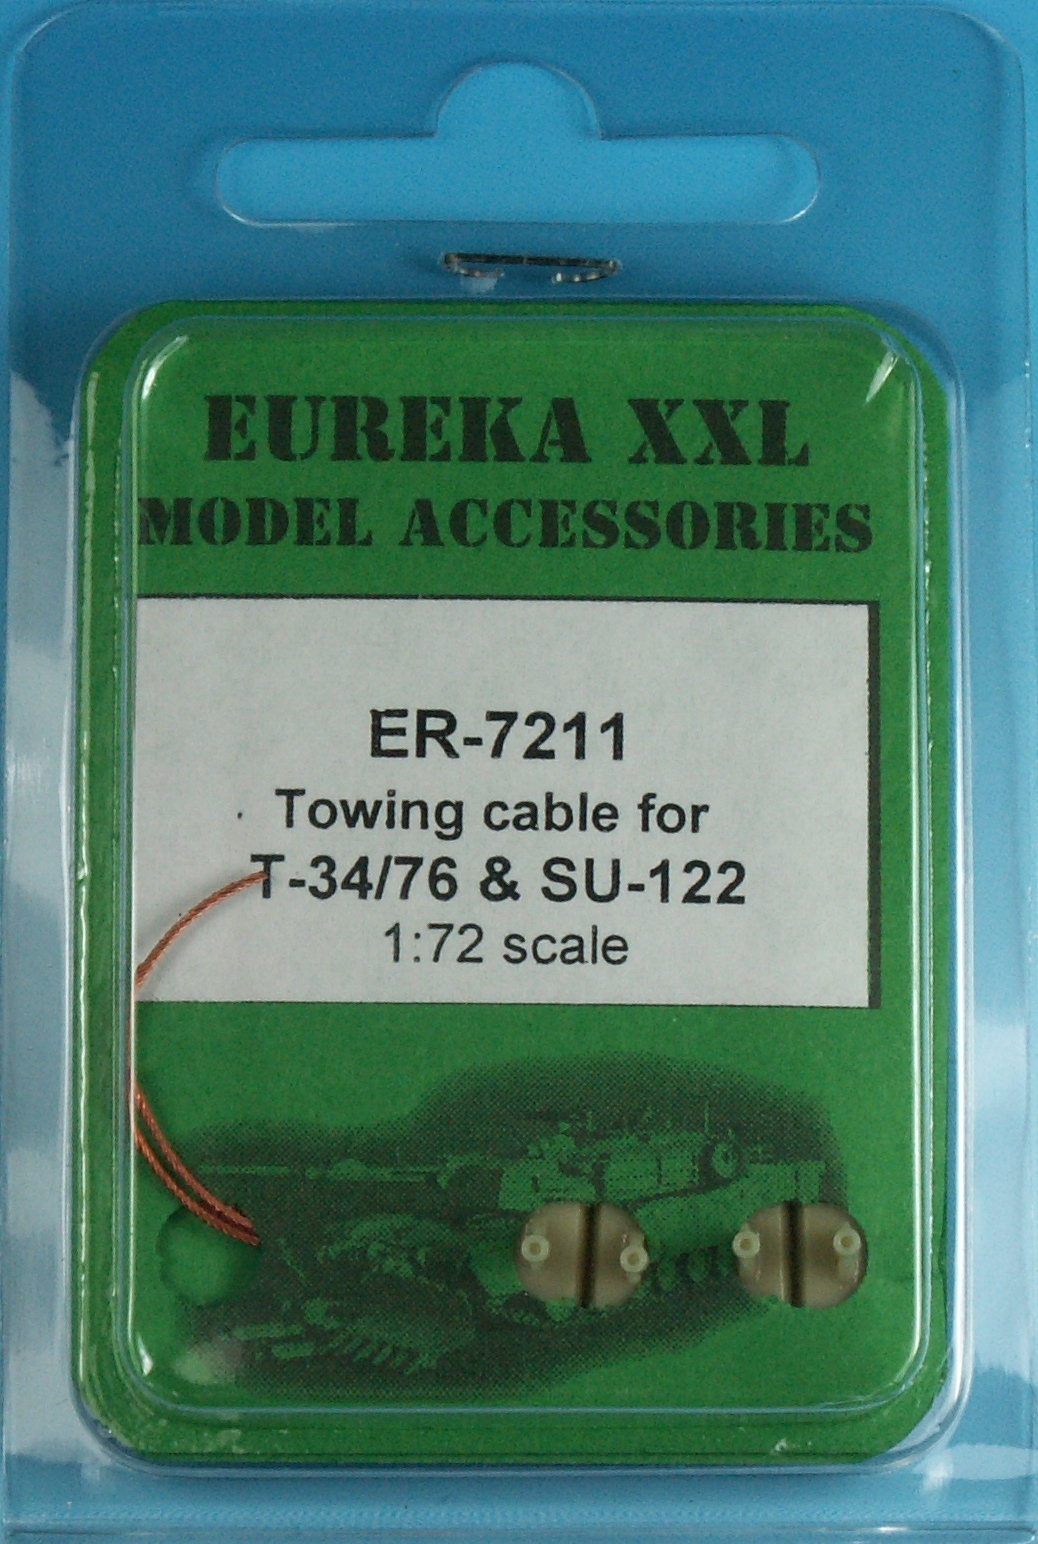 EUREKA XXL
MODEL ACCESSORIES
ER-7211
Towing cable for
T-34/76 & SU-122
1:72 scale